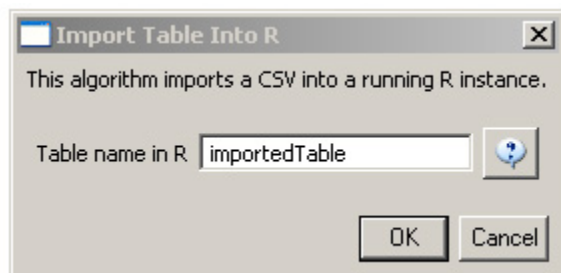 Import Table Into R
This algorithm imports a CSV into a running R instance.
Table name in R importedTable
OK Cancel